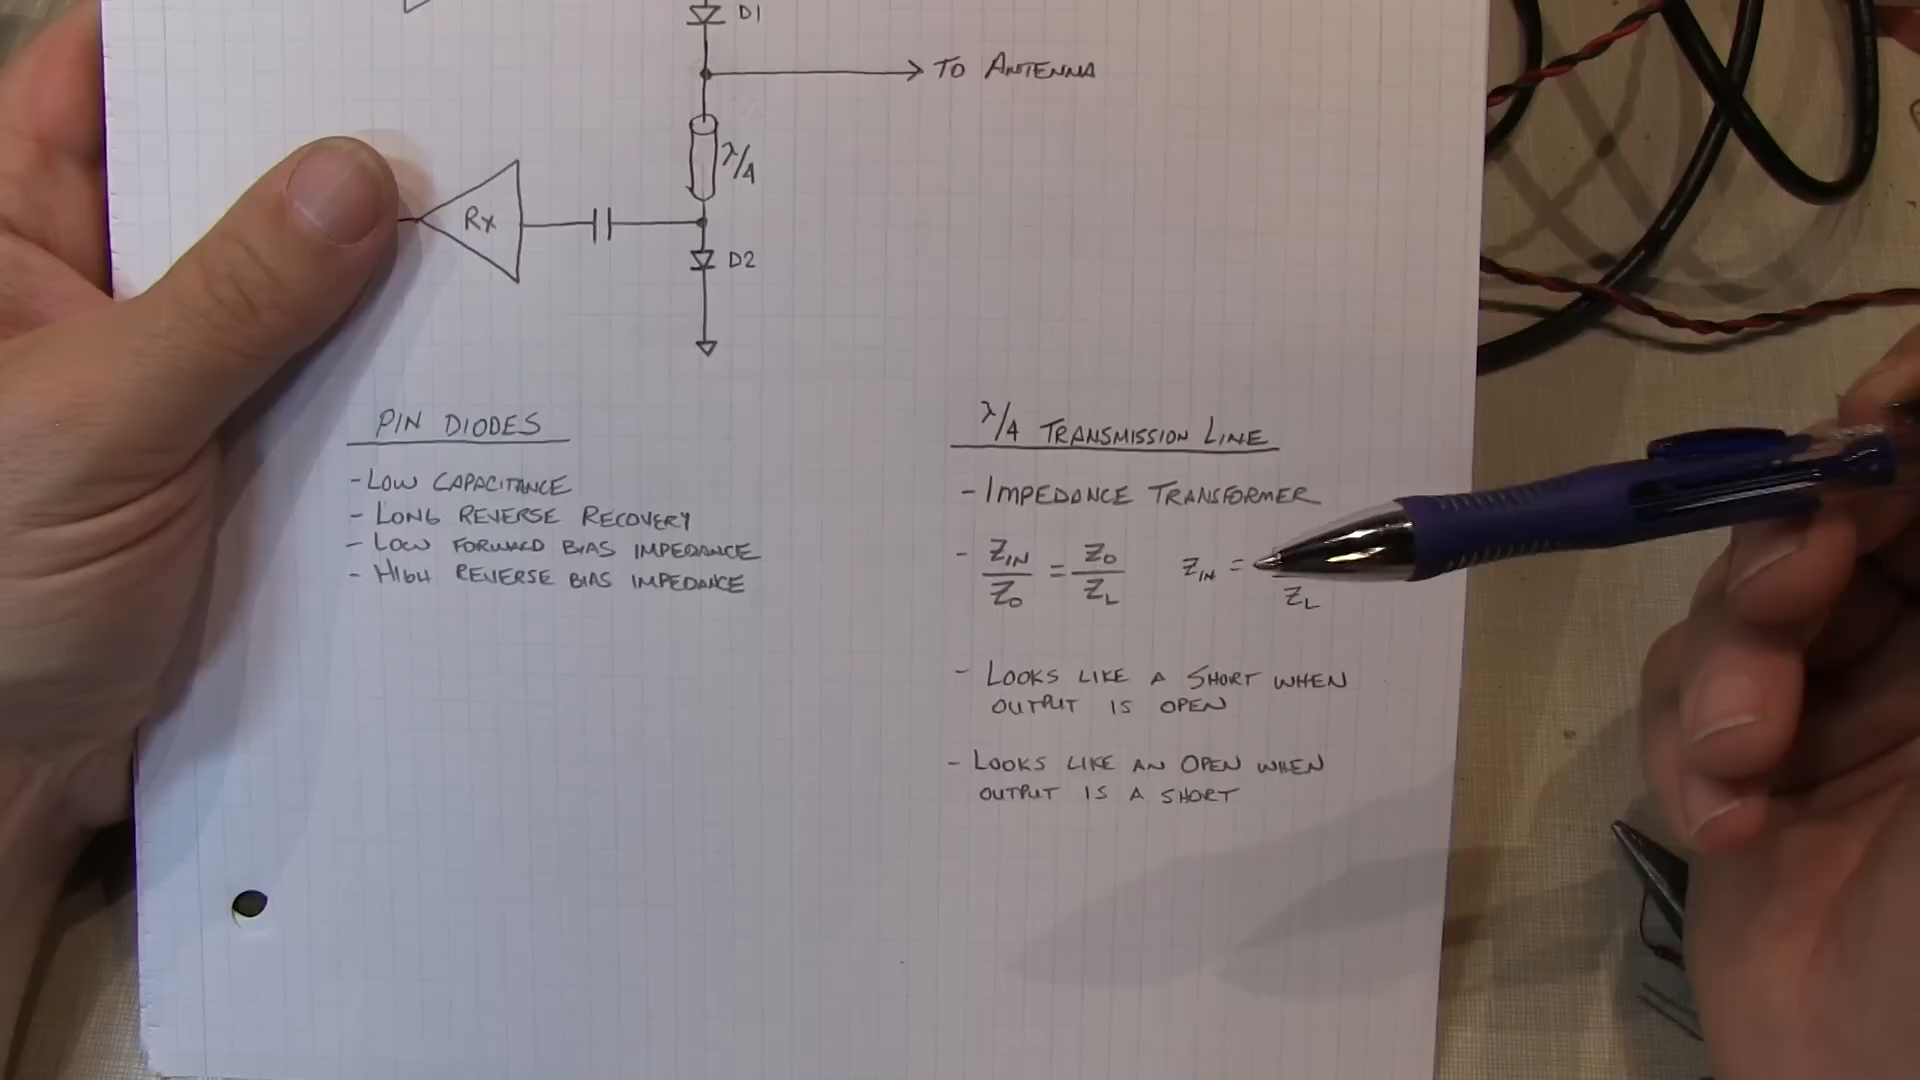 D1
TO ANTENNA
λ/4
Rx
D2
PIN DIODES
- LOW CAPACITANCE
- LONG REVERSE RECOVERY
- LOW FORWARD BIAS IMPEDANCE
- HIGH REVERSE BIAS IMPEDANCE
λ/4 TRANSMISSION LINE
- IMPEDANCE TRANSFORMER
- Z_IN/Z_O = Z_O/Z_L Z_IN = /Z_L
- LOOKS LIKE A SHORT WHEN
OUTPUT IS OPEN
- LOOKS LIKE AN OPEN WHEN
OUTPUT IS A SHORT